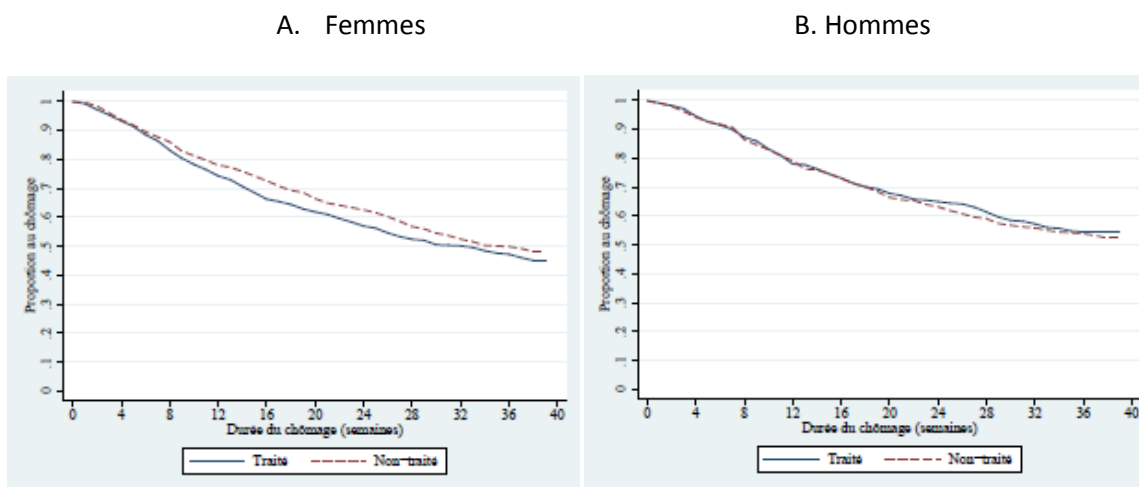 A. Femmes
B. Hommes
Proportion au chômage
1
.9
.8
.7
.6
.5
.4
.3
.2
.1
0
0 4 8 12 16 20 24 28 32 36 40
Durée du chômage (semaines)
Traité Non-traité
Proportion au chômage
1
.9
.8
.7
.6
.5
.4
.3
.2
.1
0
0 4 8 12 16 20 24 28 32 36 40
Durée du chômage (semaines)
Traité Non-traité